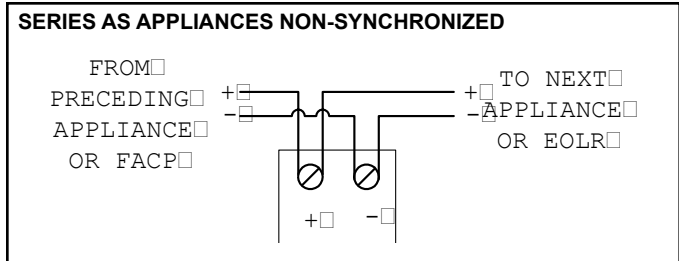 SERIES AS APPLIANCES NON-SYNCHRONIZED
FROM
PRECEDING
APPLIANCE
OR FACP
+
-
+
-
TO NEXT
APPLIANCE
OR EOLR
+ -